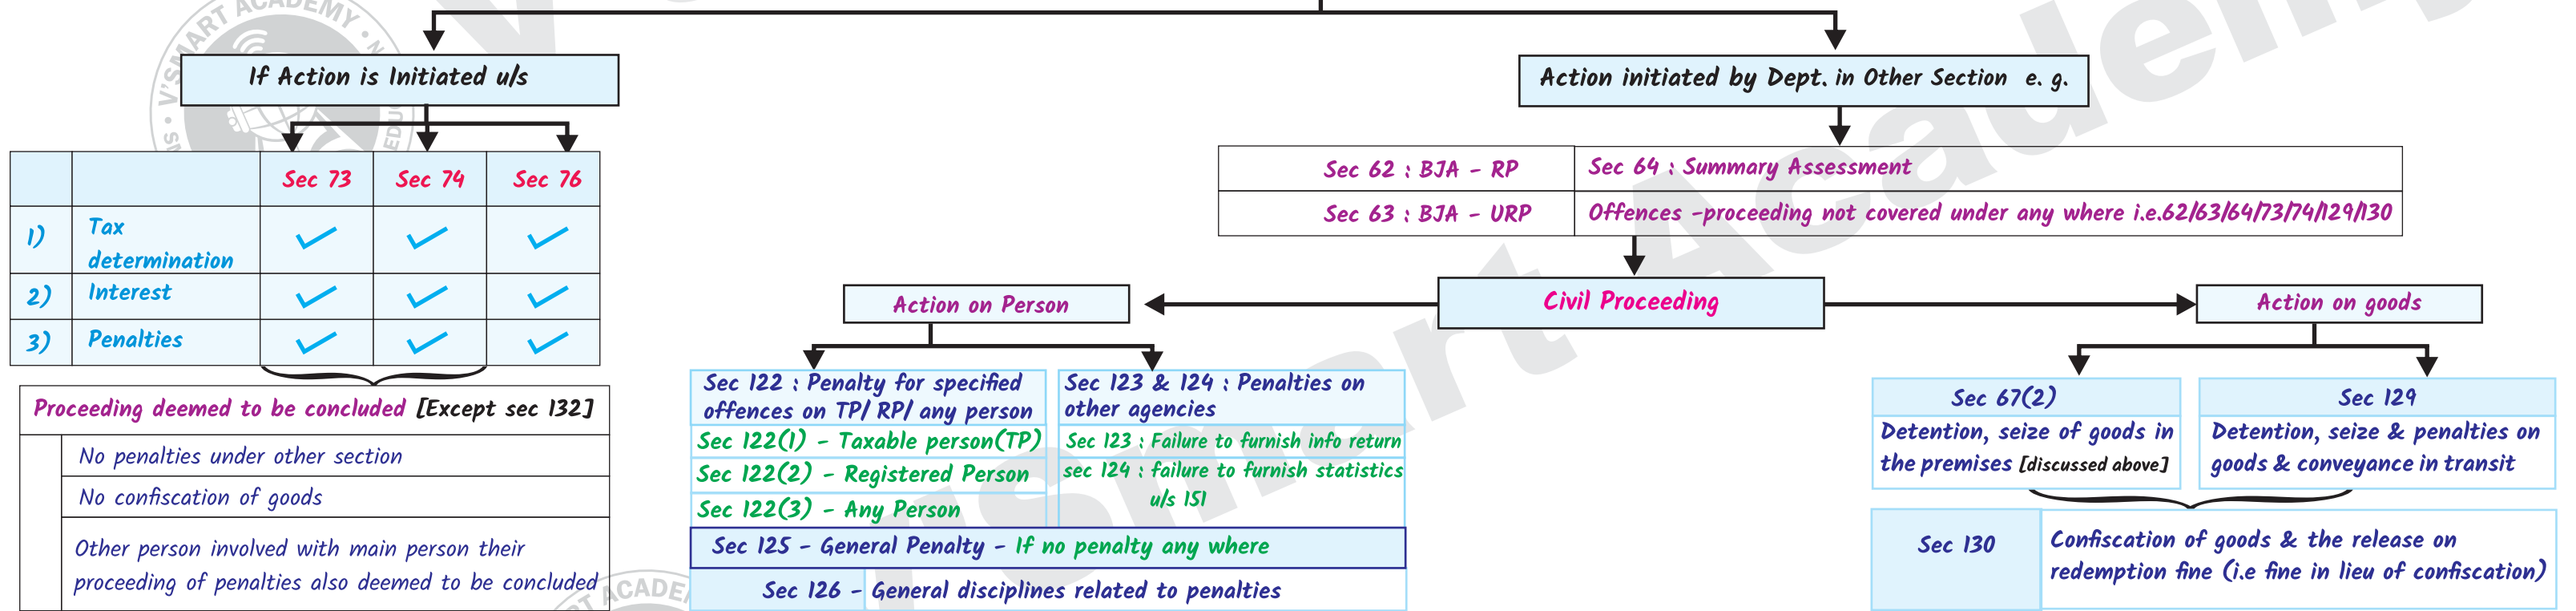 If Action is Initiated u/s
Action initiated by Dept. in Other Section e. g.
Sec 73 Sec 74 Sec 76
1) Tax
determination
2) Interest
3) Penalties
Proceeding deemed to be concluded [Except sec 132]
No penalties under other section
No confiscation of goods
Other person involved with main person their
proceeding of penalties also deemed to be concluded
Sec 62 : BJA - RP
Sec 64 : Summary Assessment
Sec 63 : BJA - URP
Offences -proceeding not covered under any where i.e.62/63/64/73/74/129/130
Civil Proceeding
Action on Person
Sec 122 : Penalty for specified
offences on TP/ RP/ any person
Sec 122(1) - Taxable person(TP)
Sec 122(2) - Registered Person
Sec 122(3) - Any Person
Sec 123 & 124 : Penalties on
other agencies
Sec 123 : Failure to furnish info return
sec 124 : failure to furnish statistics
u/s 151
Sec 125 - General Penalty - If no penalty any where
Sec 126 - General disciplines related to penalties
Action on goods
Sec 67(2)
Detention, seize of goods in
the premises [discussed above]
Sec 129
Detention, seize & penalties on
goods & conveyance in transit
Sec 130
Confiscation of goods & the release on
redemption fine (i.e fine in lieu of confiscation)
V'SMART ACADEMY
V'Smart Academy